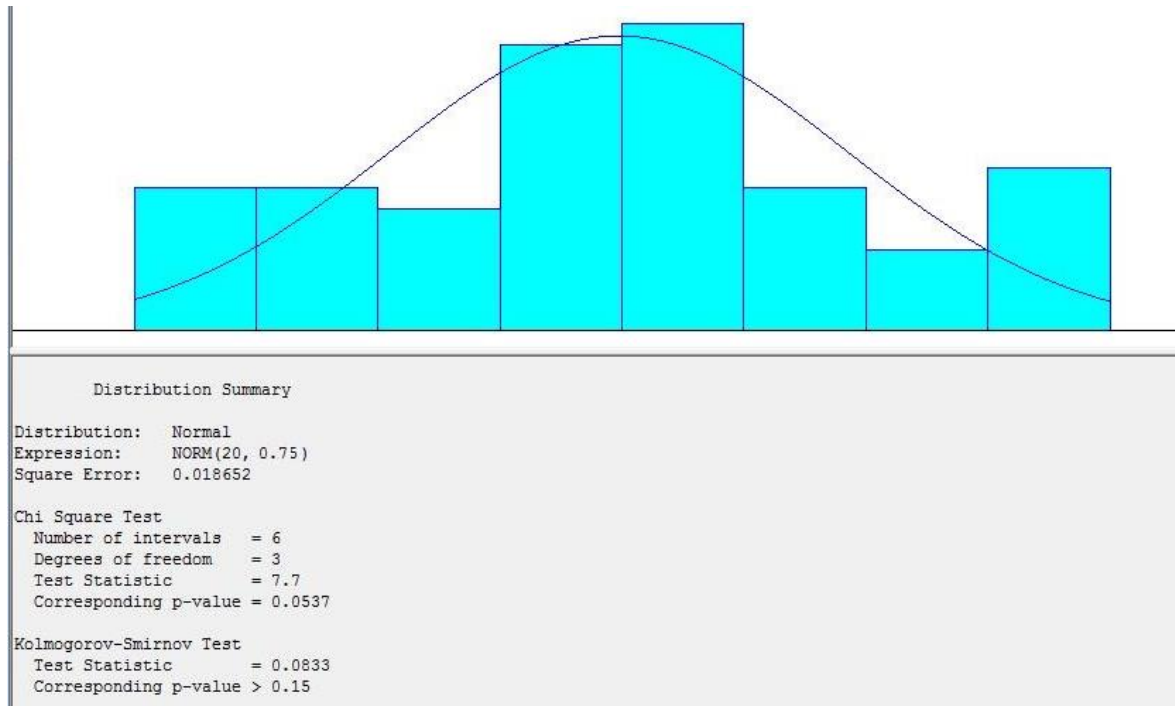 Distribution Summary
Distribution: Normal
Expression: NORM(20, 0.75)
Square Error: 0.018652
Chi Square Test
Number of intervals = 6
Degrees of freedom = 3
Test Statistic = 7.7
Corresponding p-value = 0.0537
Kolmogorov-Smirnov Test
Test Statistic = 0.0833
Corresponding p-value > 0.15